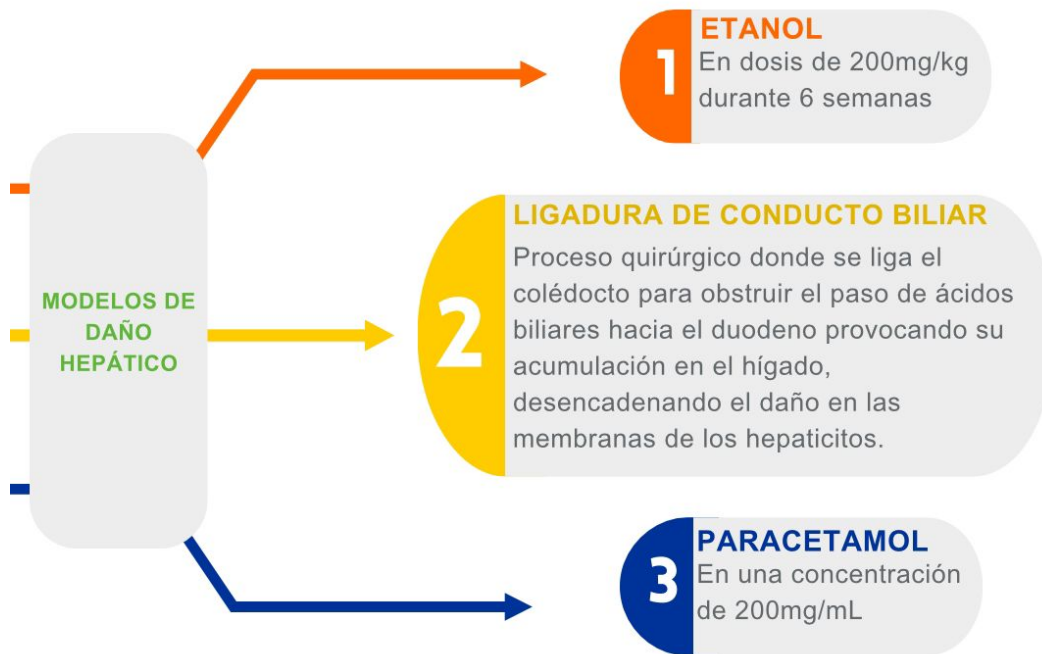 MODELOS DE
DAÑO
HEPÁTICO
1
ETANOL
En dosis de 200mg/kg
durante 6 semanas
2
LIGADURA DE CONDUCTO BILIAR
Proceso quirúrgico donde se liga el
colédocto para obstruir el paso de ácidos
biliares hacia el duodeno provocando su
acumulación en el hígado,
desencadenando el daño en las
membranas de los hepaticitos.
3
PARACETAMOL
En una concentración
de 200mg/mL